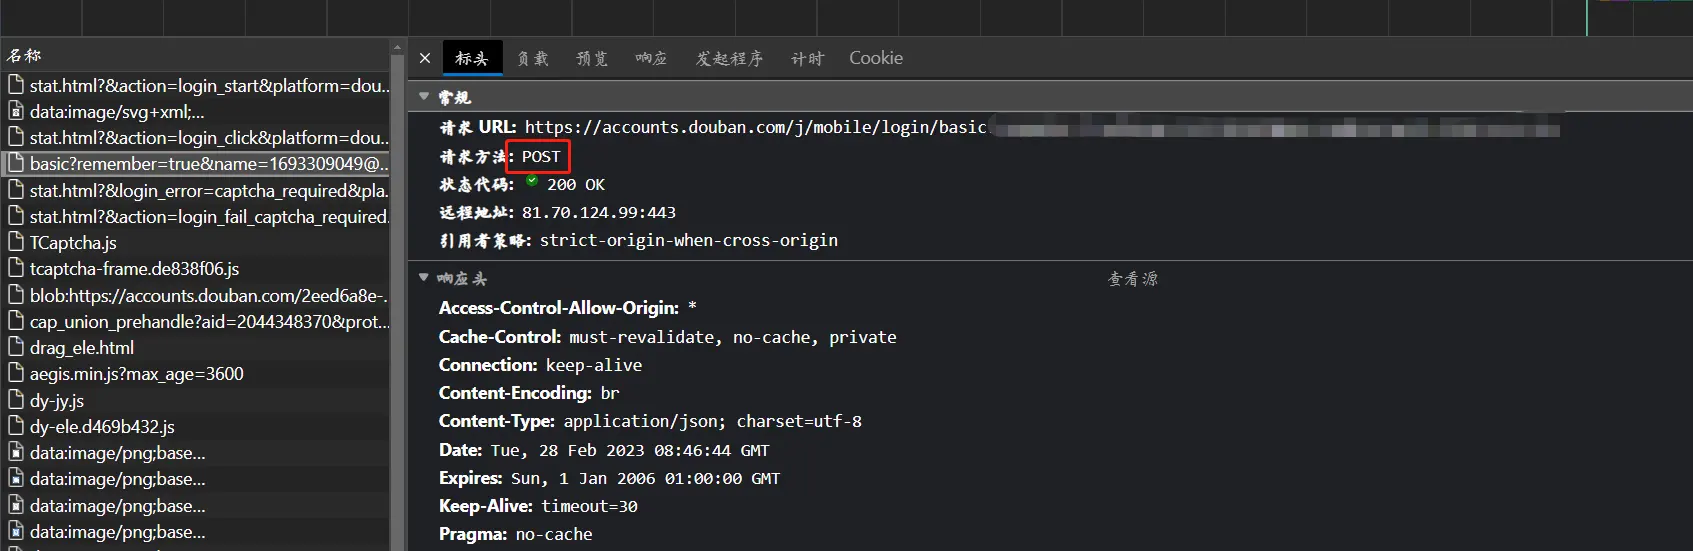 名称
stat.html?&action=login_start&platform=dou...
data:image/svg+xml;...
stat.html?&action=login_click&platform=dou...
basic?remember=true&name=1693309049@...
stat.html?&login_error=captcha_required&pla...
stat.html?&action=login_fail_captcha_required...
TCaptcha.js
tcaptcha-frame.de838f06.js
blob:https://accounts.douban.com/2eed6a8e-...
cap_union_prehandle?aid=2044348370&prot...
drag_ele.html
aegis.min.js?max_age=3600
dy-jy.js
dy-ele.d469b432.js
data:image/png;base...
data:image/png;base...
data:image/png;base...
data:image/png;base...
标头 负载 预览 响应 发起程序 计时 Cookie
常规
请求 URL: https://accounts.douban.com/j/mobile/login/basic
请求方法: POST
状态代码: 200 OK
远程地址: 81.70.124.99:443
引用者策略: strict-origin-when-cross-origin
响应头 查看源
Access-Control-Allow-Origin: *
Cache-Control: must-revalidate, no-cache, private
Connection: keep-alive
Content-Encoding: br
Content-Type: application/json; charset=utf-8
Date: Tue, 28 Feb 2023 08:46:44 GMT
Expires: Sun, 1 Jan 2006 01:00:00 GMT
Keep-Alive: timeout=30
Pragma: no-cache